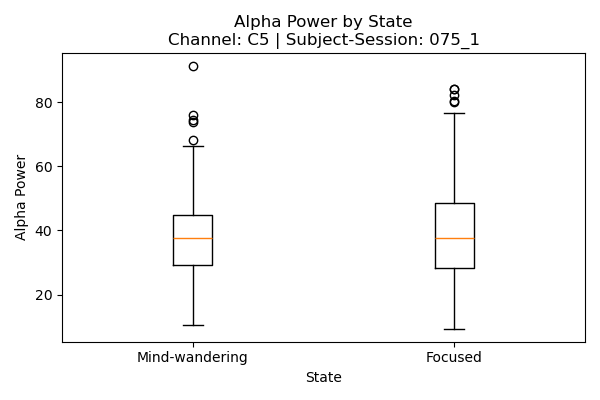 Alpha Power by State
Channel: C5 | Subject-Session: 075_1
Alpha Power
80
60
40
20
Mind-wandering
Focused
State